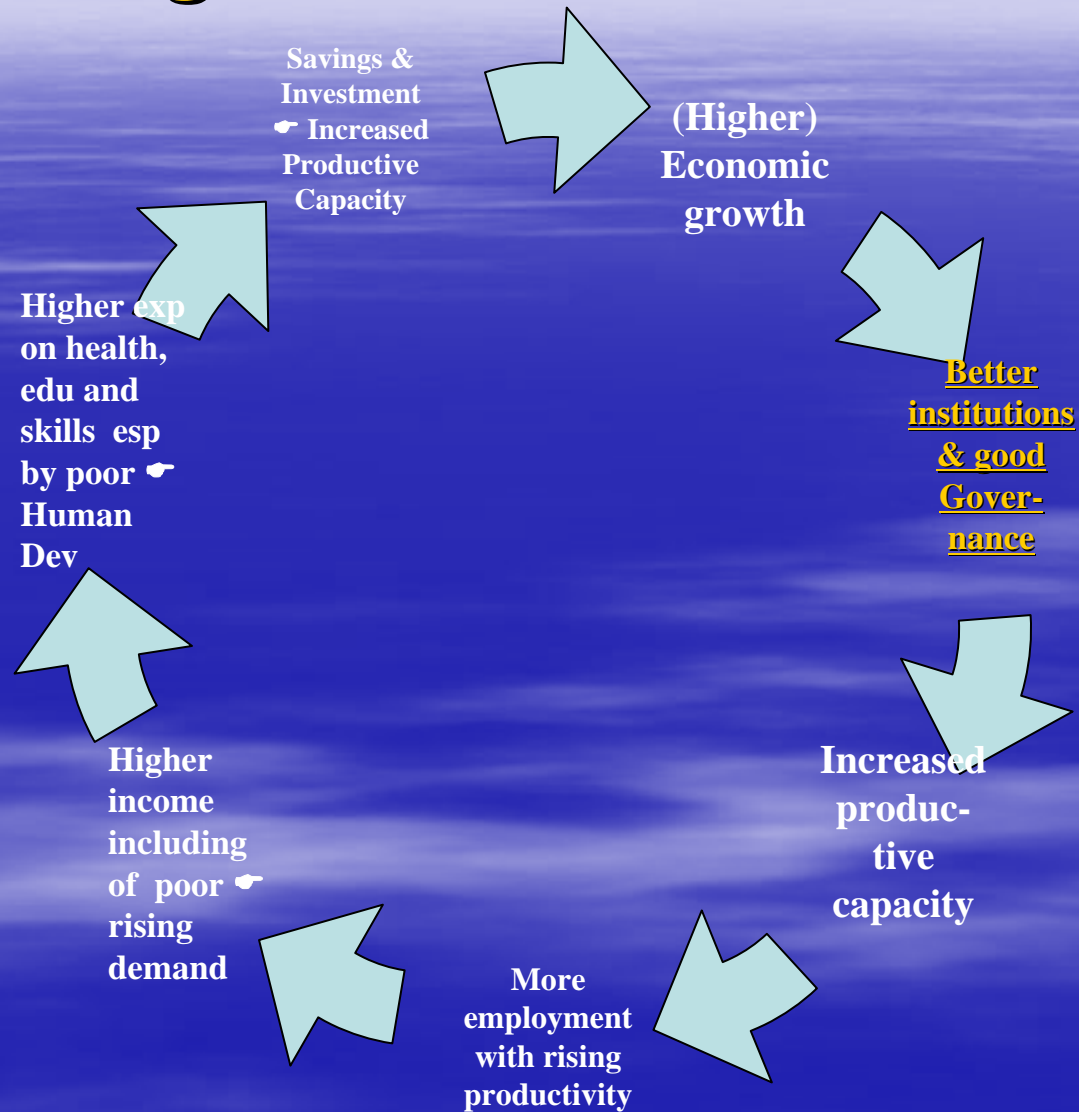 Savings &
Investment
☛ Increased
Productive
Capacity
(Higher)
Economic
growth
Better
institutions
& good
Gover-
nance
Increased
produc-
tive
capacity
More
employment
with rising
productivity
Higher
income
including
of poor ☛
rising
demand
Higher exp
on health,
edu and
skills esp
by poor ☛
Human
Dev